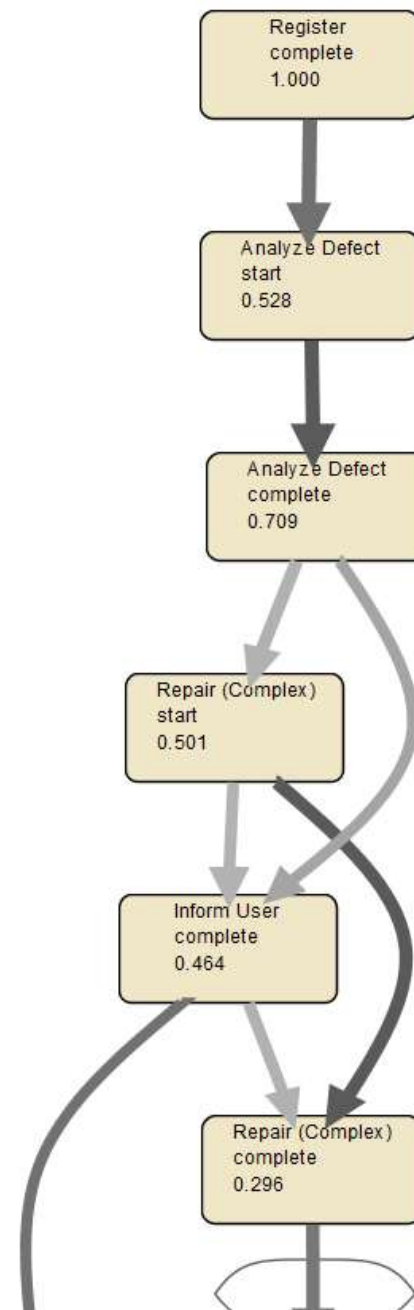 Register
complete
1.000
Analyze Defect
start
0.528
Analyze Defect
complete
0.709
Repair (Complex)
start
0.501
Inform User
complete
0.464
Repair (Complex)
complete
0.296